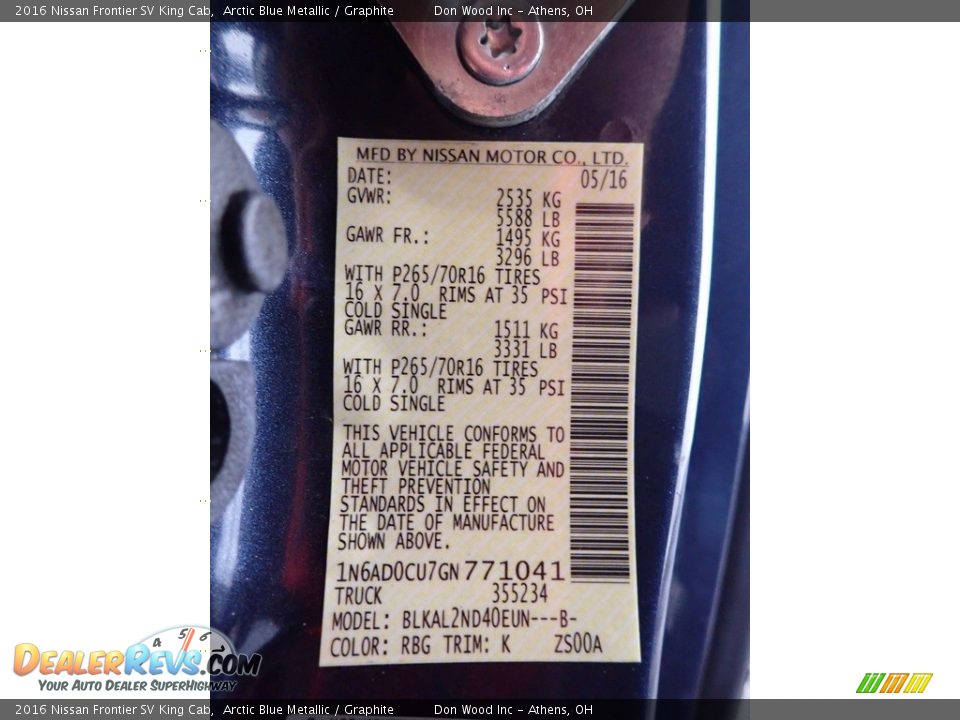 2016 Nissan Frontier SV King Cab, Arctic Blue Metallic / Graphite Don Wood Inc - Athens, OH
MFD BY NISSAN MOTOR CO., LTD.
DATE: 05/16
GVWR: 2535 KG
5588 LB
GAWR FR.: 1495 KG
3296 LB
WITH P265/70R16 TIRES
16 X 7.0 RIMS AT 35 PSI
COLD SINGLE
GAWR RR.: 1511 KG
3331 LB
WITH P265/70R16 TIRES
16 X 7.0 RIMS AT 35 PSI
COLD SINGLE
THIS VEHICLE CONFORMS TO
ALL APPLICABLE FEDERAL
MOTOR VEHICLE SAFETY AND
THEFT PREVENTION
STANDARDS IN EFFECT ON
THE DATE OF MANUFACTURE
SHOWN ABOVE.
1N6AD0CU7GN771041
TRUCK 355234
MODEL: BLKAL2ND40EUN---B-
COLOR: RBG TRIM: K ZS00A
4 5 6
DEALERREVS.COM
YOUR AUTO DEALER SUPERHIGHWAY
2016 Nissan Frontier SV King Cab, Arctic Blue Metallic / Graphite Don Wood Inc - Athens, OH